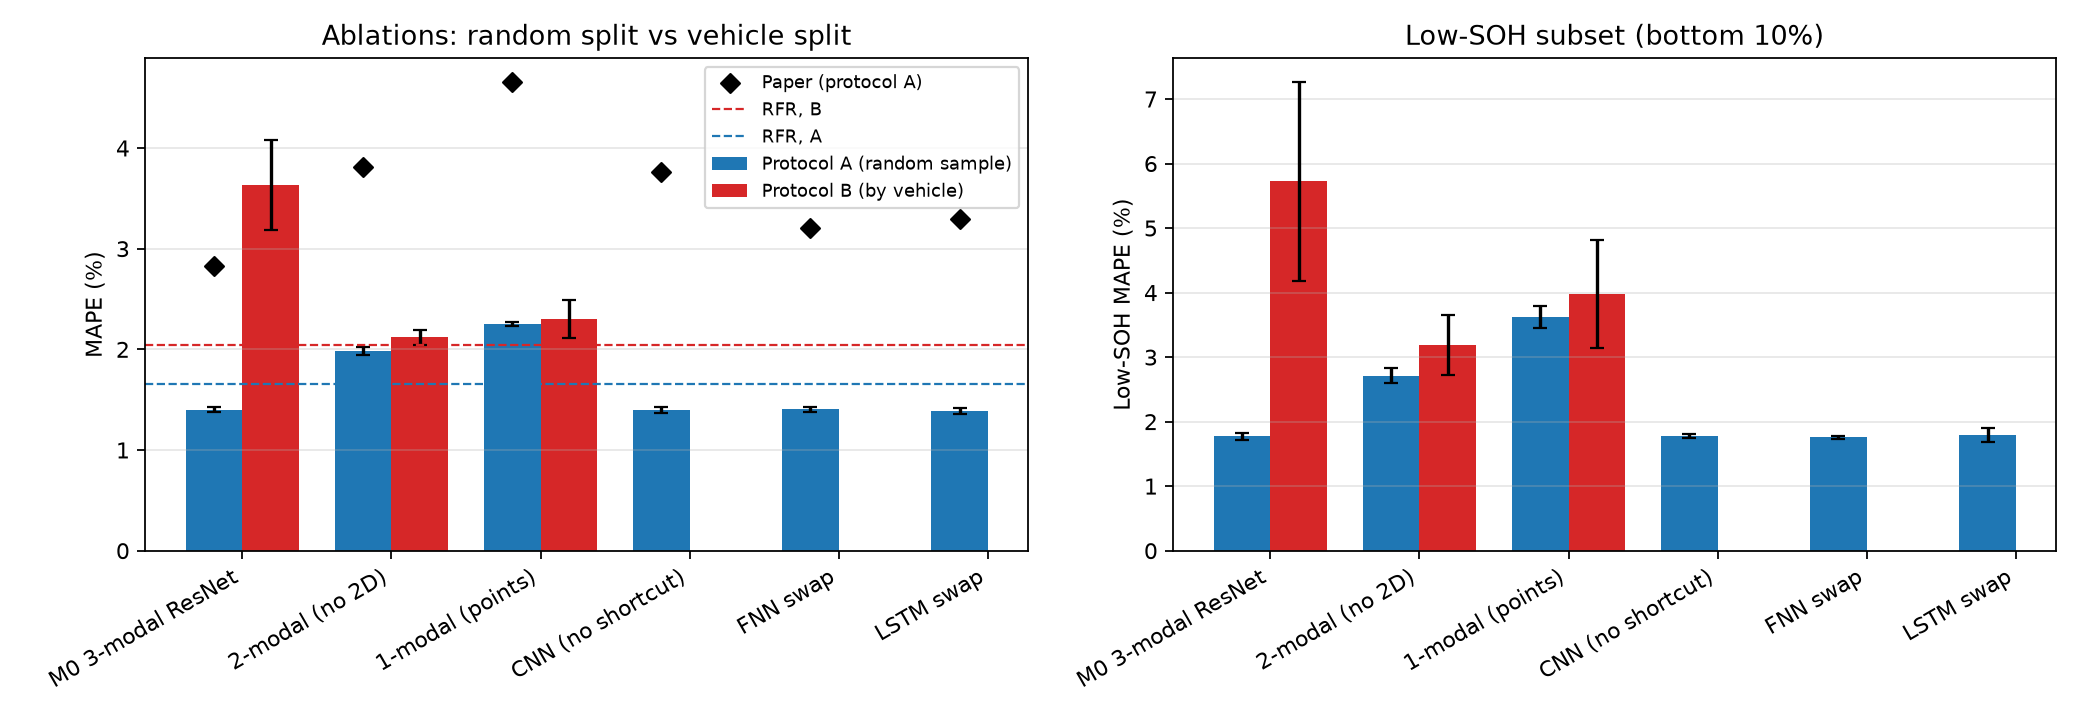 Ablations: random split vs vehicle split
MAPE (%)
4
3
2
1
0
Paper (protocol A)
RFR, B
RFR, A
Protocol A (random sample)
Protocol B (by vehicle)
M0 3-modal ResNet
2-modal (no 2D)
1-modal (points)
CNN (no shortcut)
FNN swap
LSTM swap
Low-SOH subset (bottom 10%)
Low-SOH MAPE (%)
7
6
5
4
3
2
1
0
M0 3-modal ResNet
2-modal (no 2D)
1-modal (points)
CNN (no shortcut)
FNN swap
LSTM swap